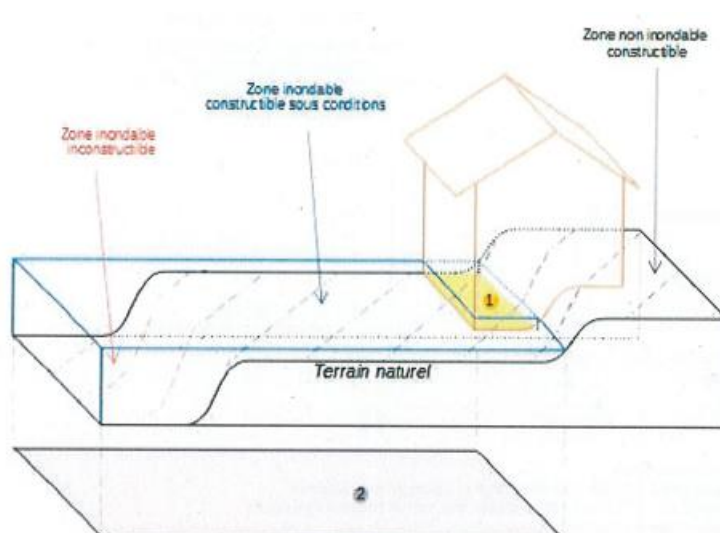 Zone non inondable
constructible
Zone inondable
constructible sous conditions
Zone inondable
inconstructible
1
Terrain naturel
2